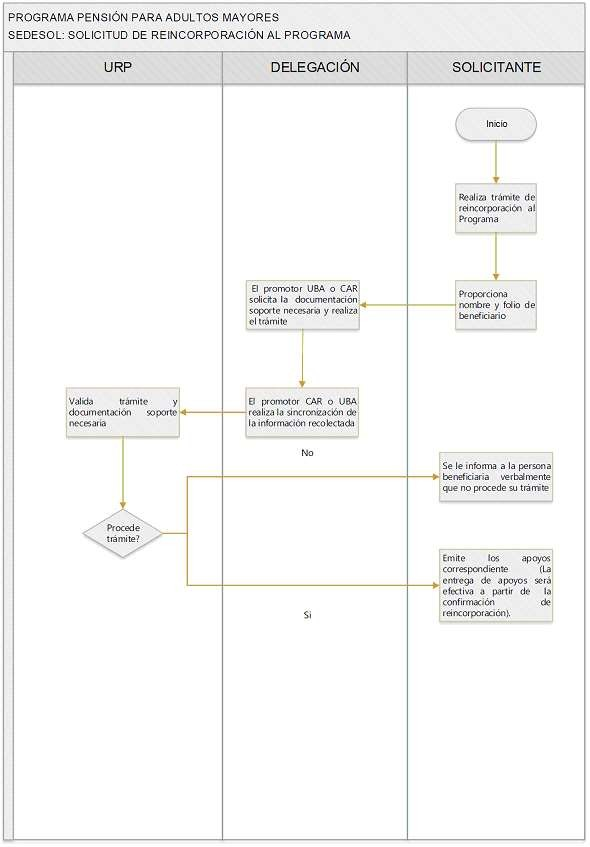 PROGRAMA PENSIÓN PARA ADULTOS MAYORES
SEDESOL: SOLICITUD DE REINCORPORACIÓN AL PROGRAMA
URP
DELEGACIÓN
SOLICITANTE
Inicio
Realiza trámite de
reincorporación al
Programa
Proporciona
nombre y folio de
beneficiario
El promotor UBA o CAR
solicita la documentación
soporte necesaria y realiza
el trámite
El promotor CAR o UBA
realiza la sincronización de
la información recolectada
Valida trámite y
documentación soporte
necesaria
Procede
trámite?
No
Se le informa a la persona
beneficiaria verbalmente
que no procede su trámite
Emite los apoyos
correspondiente (La
entrega de apoyos será
efectiva a partir de la
confirmación de
reincorporación).
Si